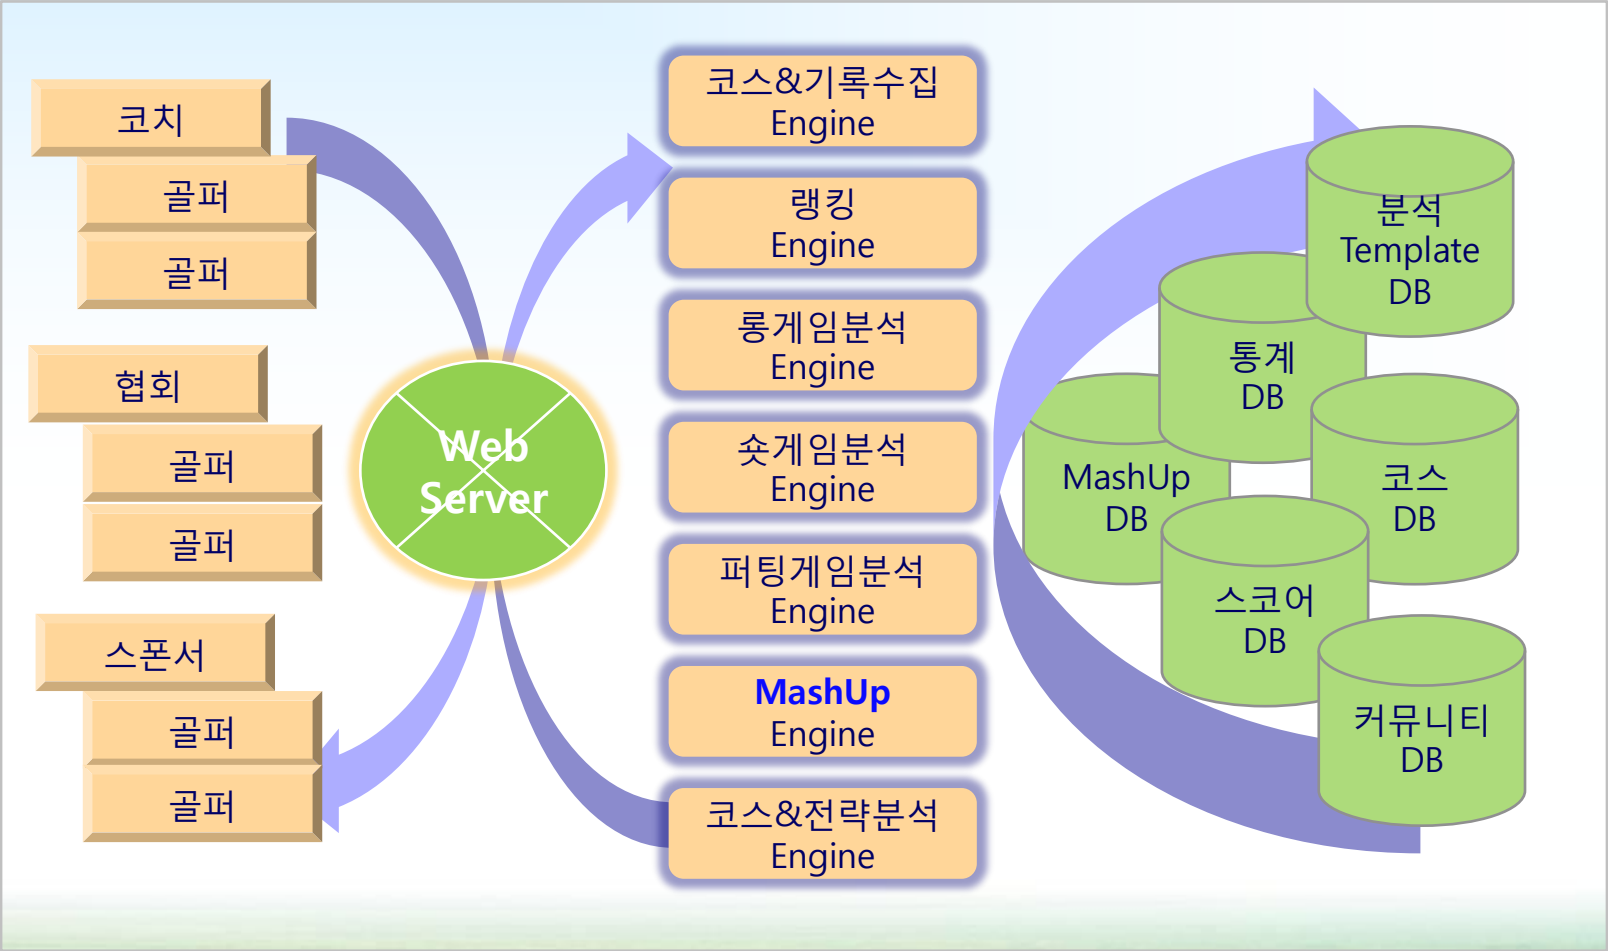 코치
골퍼
골퍼
협회
골퍼
골퍼
스폰서
골퍼
골퍼
Web
Server
코스&기록수집
Engine
랭킹
Engine
롱게임분석
Engine
숏게임분석
Engine
퍼팅게임분석
Engine
MashUp
Engine
코스&전략분석
Engine
분석
Template
DB
통계
DB
MashUp
DB
코스
DB
스코어
DB
커뮤니티
DB